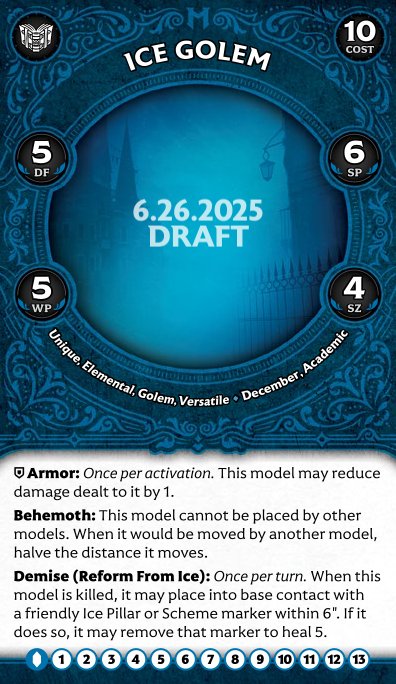 ICE GOLEM
10
COST
5
DF
6
SP
6.26.2025
DRAFT
5
WP
4
SZ
Unique, Elemental, Golem, Versatile • December, Academic
Armor: Once per activation. This model may reduce
damage dealt to it by 1.
Behemoth: This model cannot be placed by other
models. When it would be moved by another model,
halve the distance it moves.
Demise (Reform From Ice): Once per turn. When this
model is killed, it may place into base contact with
a friendly Ice Pillar or Scheme marker within 6". If it
does so, it may remove that marker to heal 5.
1 2 3 4 5 6 7 8 9 10 11 12 13